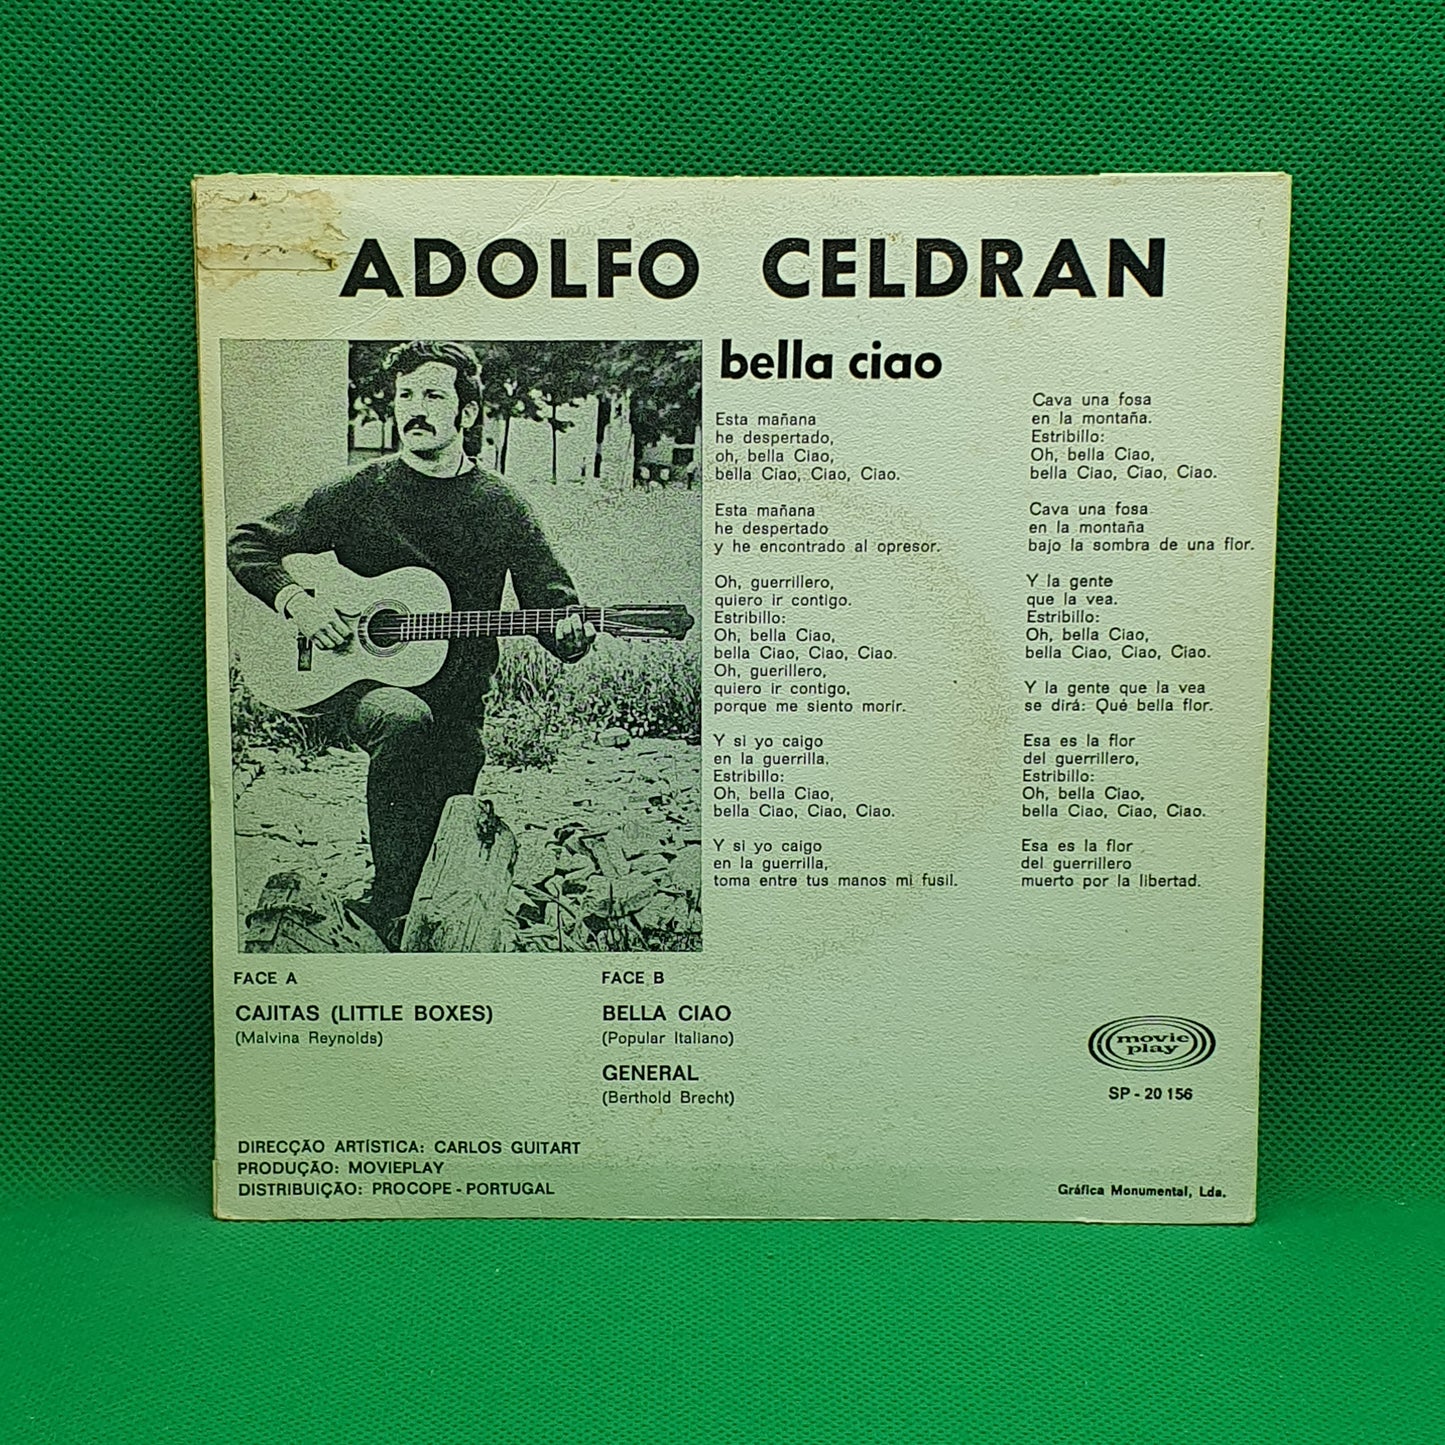 ADOLFO CELDRAN
bella ciao
Esta mañana
he despertado,
oh, bella Ciao,
bella Ciao, Ciao, Ciao.
Esta mañana
he despertado
y he encontrado al opresor.
Oh, guerrillero,
quiero ir contigo.
Estribillo:
Oh, bella Ciao,
bella Ciao, Ciao, Ciao.
Oh, guerillero,
quiero ir contigo,
porque me siento morir.
Y si yo caigo
en la guerrilla.
Estribillo:
Oh, bella Ciao,
bella Ciao, Ciao, Ciao.
Y si yo caigo
en la guerrilla,
toma entre tus manos mi fusil.
Cava una fosa
en la montaña.
Estribillo:
Oh, bella Ciao,
bella Ciao, Ciao, Ciao.
Cava una fosa
en la montaña
bajo la sombra de una flor.
Y la gente
que la vea.
Estribillo:
Oh, bella Ciao,
bella Ciao, Ciao, Ciao.
Y la gente que la vea
se dirá: Qué bella flor.
Esa es la flor
del guerrillero,
Estribillo:
Oh, bella Ciao,
bella Ciao, Ciao, Ciao.
Esa es la flor
del guerrillero
muerto por la libertad.
FACE A
CAJITAS (LITTLE BOXES)
(Malvina Reynolds)
FACE B
BELLA CIAO
(Popular Italiano)
GENERAL
(Berthold Brecht)
movie
play
SP - 20 156
DIRECÇÃO ARTÍSTICA: CARLOS GUITART
PRODUÇÃO: MOVIEPLAY
DISTRIBUIÇÃO: PROCOPE - PORTUGAL
Gráfica Monumental, Lda.